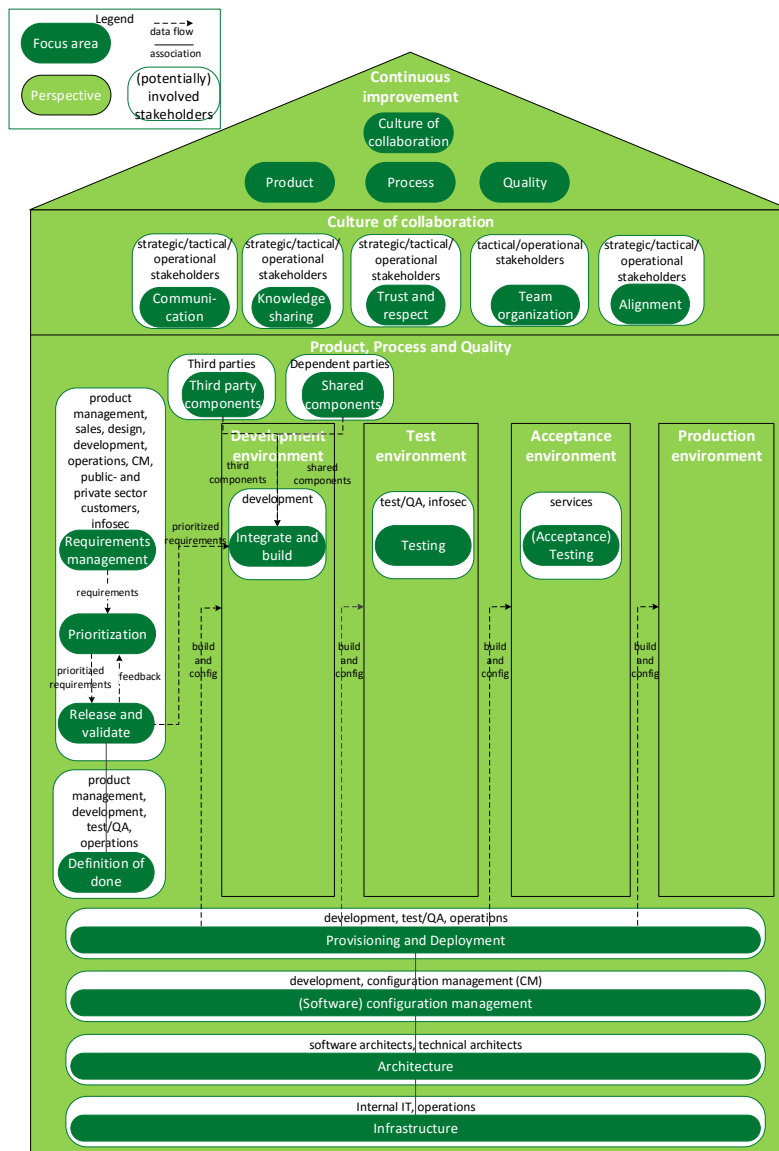 Legend
data flow
association
Focus area
Perspective
(potentially)
involved
stakeholders
Continuous
improvement
Culture of
collaboration
Product
Process
Quality
Culture of collaboration
strategic/tactical/
operational
stakeholders
Communi-
cation
strategic/tactical/
operational
stakeholders
Knowledge
sharing
strategic/tactical/
operational
stakeholders
Trust and
respect
tactical/operational
stakeholders
Team
organization
strategic/tactical/
operational
stakeholders
Alignment
Product, Process and Quality
Third parties
Third party
components
Dependent parties
Shared
components
product
management,
sales, design,
development,
operations, CM,
public- and
private sector
customers,
infosec
Requirements
management
requirements
Prioritization
prioritized
requirements
feedback
Release and
validate
product
management,
development,
test/QA,
operations
Definition of
done
prioritized
requirements
Development
environment
third
components
shared
components
development
Integrate and
build
Test
environment
test/QA, infosec
Testing
Acceptance
environment
services
(Acceptance)
Testing
Production
environment
build
and
config
build
and
config
build
and
config
build
and
config
development, test/QA, operations
Provisioning and Deployment
development, configuration management (CM)
(Software) configuration management
software architects, technical architects
Architecture
Internal IT, operations
Infrastructure